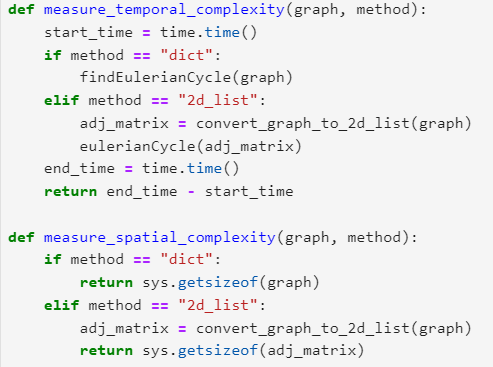 def measure_temporal_complexity(graph, method):
    start_time = time.time()
    if method == "dict":
        findEulerianCycle(graph)
    elif method == "2d_list":
        adj_matrix = convert_graph_to_2d_list(graph)
        eulerianCycle(adj_matrix)
    end_time = time.time()
    return end_time - start_time

def measure_spatial_complexity(graph, method):
    if method == "dict":
        return sys.getsizeof(graph)
    elif method == "2d_list":
        adj_matrix = convert_graph_to_2d_list(graph)
        return sys.getsizeof(adj_matrix)